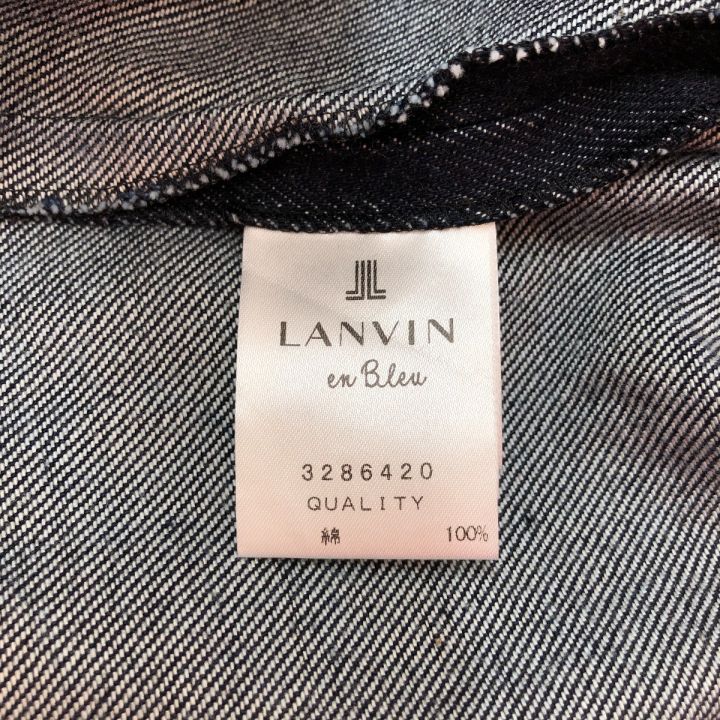 LANVIN
en Bleu
3286420
QUALITY
綿 100%